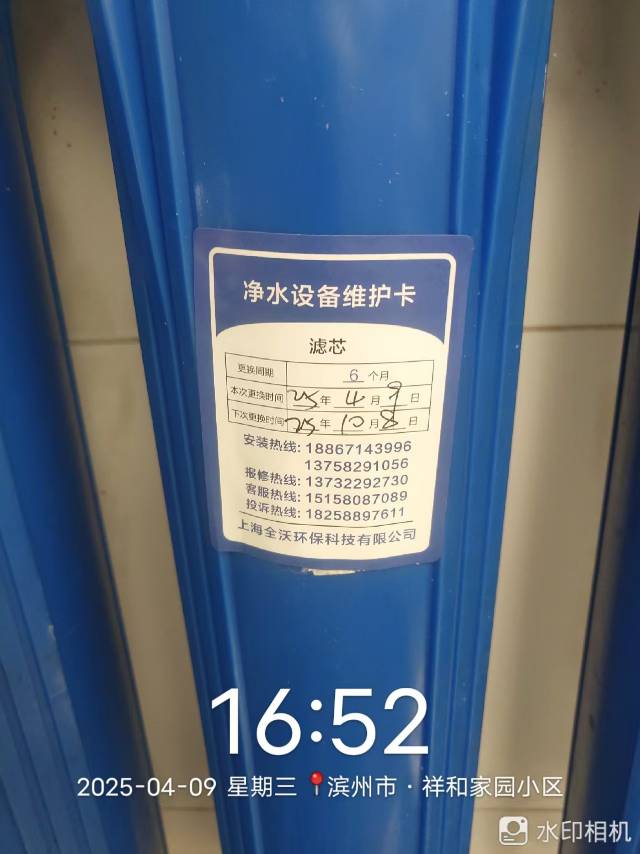 净水设备维护卡
滤芯
更换周期 6 个月
本次更换时间 25 年 4 月 9 日
下次更换时间 25 年 10 月 8 日
安装热线: 18867143996
13758291056
报修热线: 13732292730
客服热线: 15158087089
投诉热线: 18258897611
上海全沃环保科技有限公司
16:52
2025-04-09 星期三 滨州市·祥和家园小区
水印相机